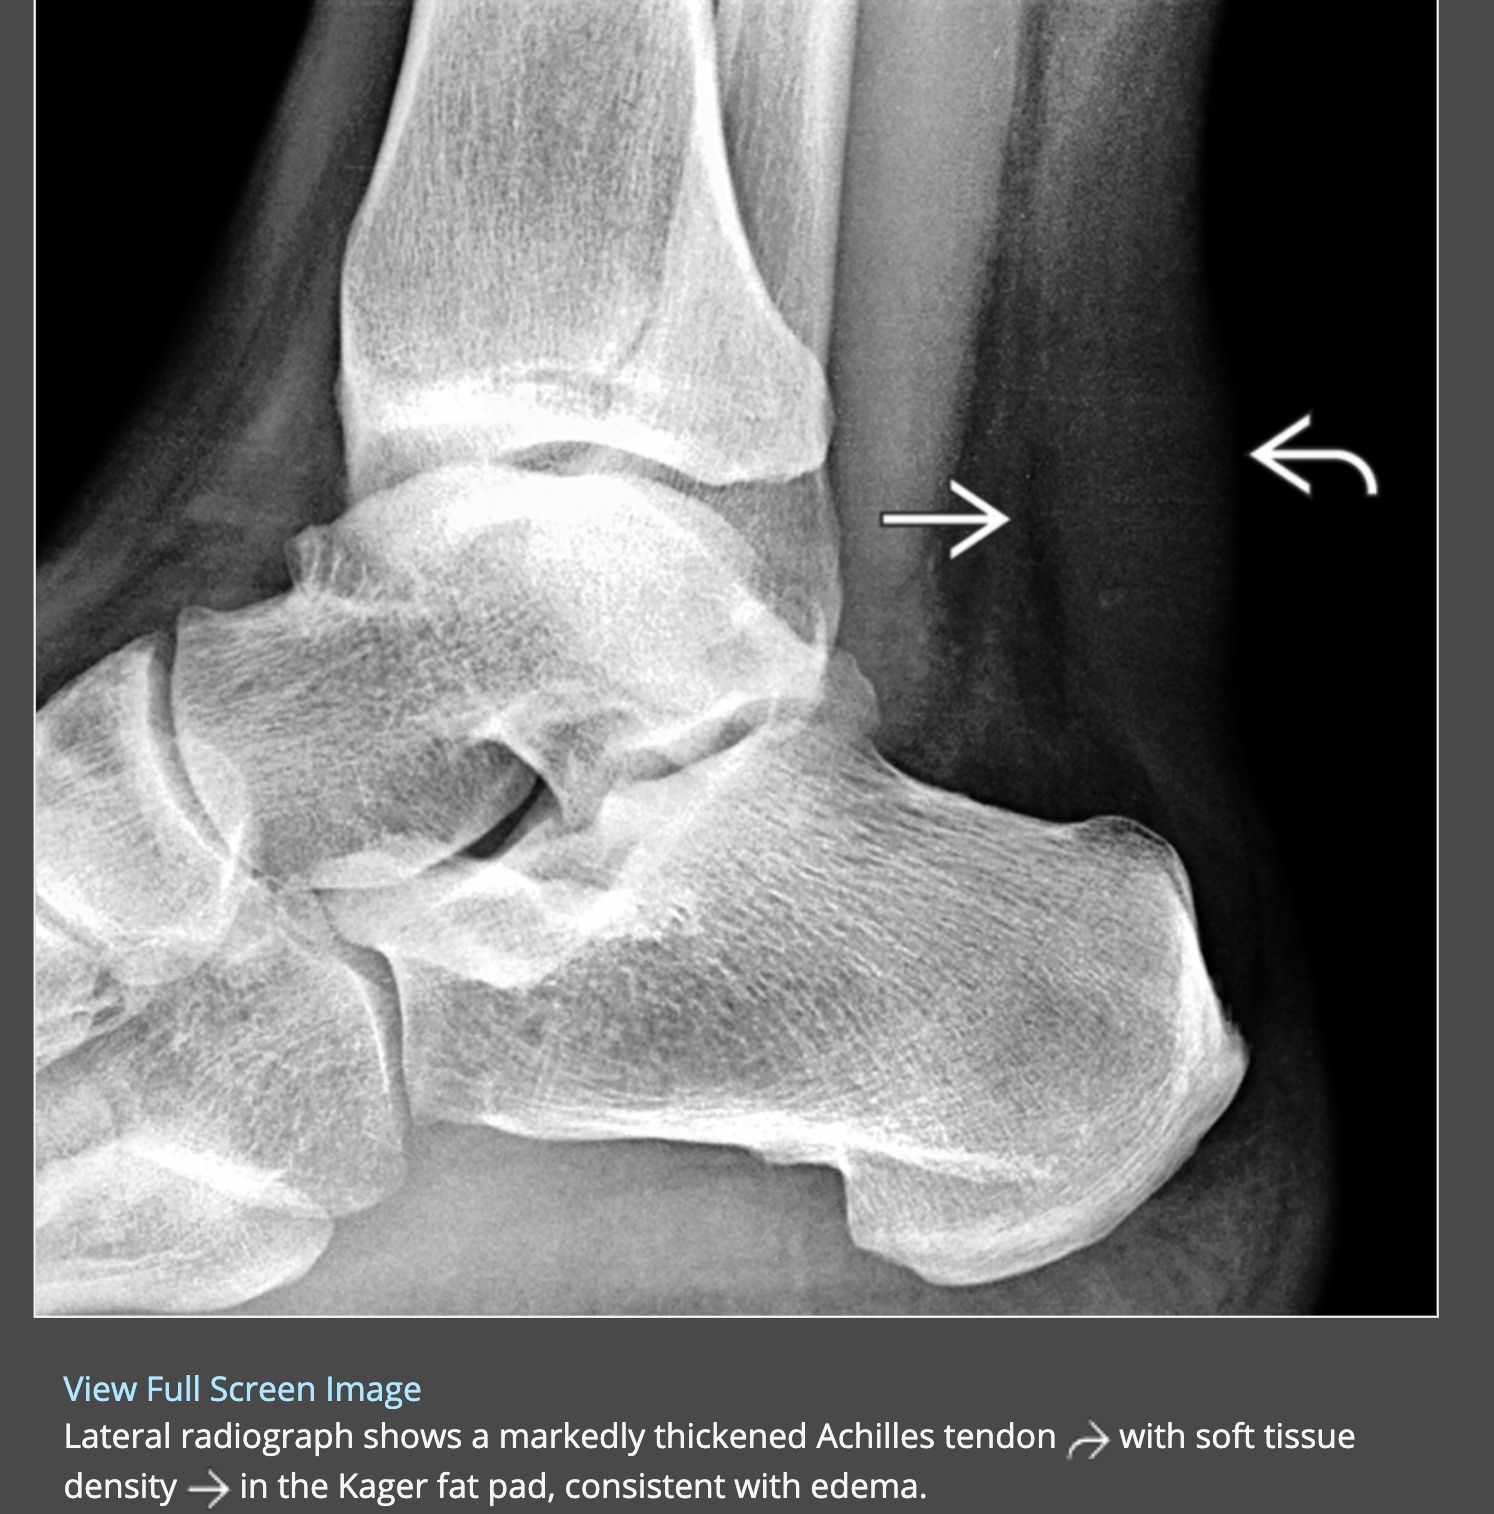 View Full Screen Image
Lateral radiograph shows a markedly thickened Achilles tendon with soft tissue
density in the Kager fat pad, consistent with edema.